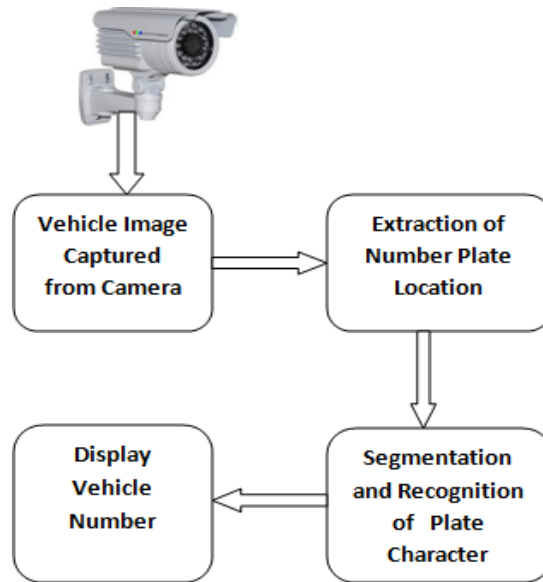 Vehicle Image
Captured
from Camera
Extraction of
Number Plate
Location
Segmentation
and Recognition
of Plate
Character
Display
Vehicle
Number